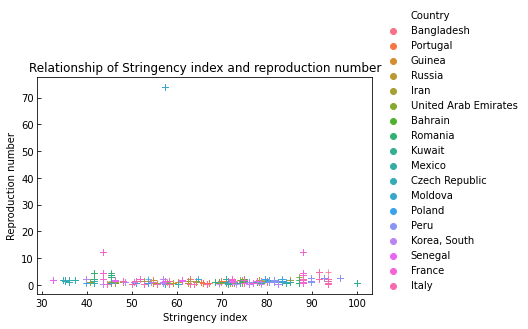 Relationship of Stringency index and reproduction number
Reproduction number
70
60
50
40
30
20
10
0
30 40 50 60 70 80 90 100
Stringency index
Country
Bangladesh
Portugal
Guinea
Russia
Iran
United Arab Emirates
Bahrain
Romania
Kuwait
Mexico
Czech Republic
Moldova
Poland
Peru
Korea, South
Senegal
France
Italy